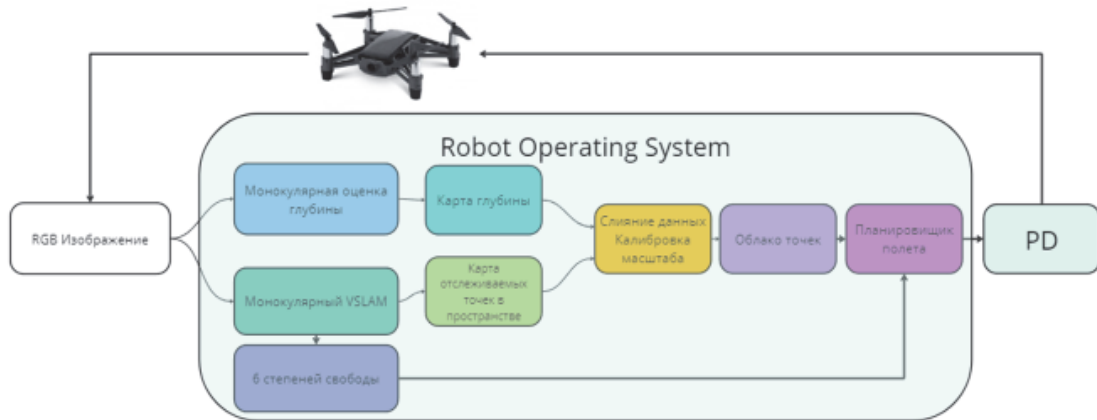 Robot Operating System
RGB Изображение
Монокулярная оценка
глубины
Карта глубины
Монокулярный VSLAM
Карта
отслеживаемых
точек в
пространстве
6 степеней свободы
Слияние данных
Калибровка
масштаба
Облако точек
Планировищик
полета
PD